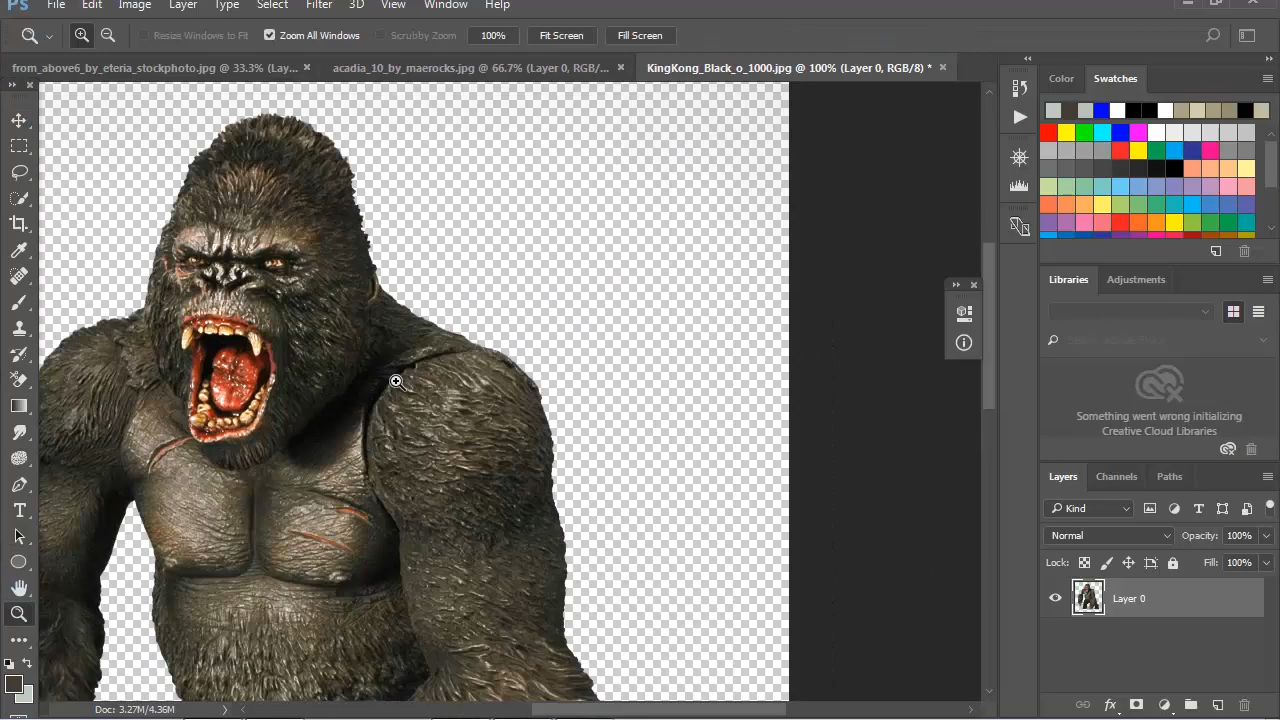 Ps File Edit Image Layer Type Select Filter 3D View Window Help
Resize Windows to Fit Zoom All Windows Scrubby Zoom 100% Fit Screen Fill Screen
from_above6_by_eteria_stockphoto.jpg @ 33.3% (Lay... × acadia_10_by_maerocks.jpg @ 66.7% (Layer 0, RGB/... × KingKong_Black_o_1000.jpg @ 100% (Layer 0, RGB/8) * ×
Color Swatches
Libraries Adjustments
Something went wrong initializing
Creative Cloud Libraries
Layers Channels Paths
Kind
Normal Opacity: 100%
Lock: Fill: 100%
Layer 0
Doc: 3.27M/4.36M